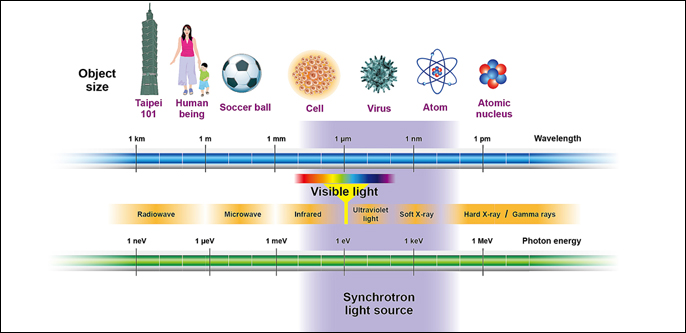 Object
size
Taipei
101
Human
being
Soccer ball
Cell
Virus
Atom
Atomic
nucleus
1 km
1 m
1 mm
1 μm
1 nm
1 pm
Wavelength
Visible light
Radiowave
Microwave
Infrared
Ultraviolet
light
Soft X-ray
Hard X-ray / Gamma rays
1 neV
1 μeV
1 meV
1 eV
1 keV
1 MeV
Photon energy
Synchrotron
light source